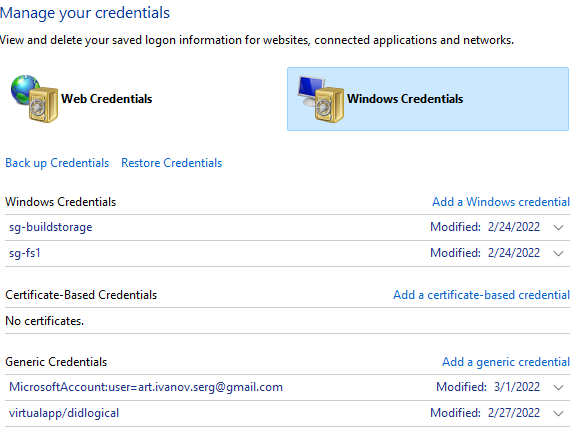 Manage your credentials
View and delete your saved logon information for websites, connected applications and networks.
Web Credentials
Windows Credentials
Back up Credentials Restore Credentials
Windows Credentials Add a Windows credential
sg-buildstorage Modified: 2/24/2022
sg-fs1 Modified: 2/24/2022
Certificate-Based Credentials Add a certificate-based credential
No certificates.
Generic Credentials Add a generic credential
MicrosoftAccount:user=art.ivanov.serg@gmail.com Modified: 3/1/2022
virtualapp/didlogical Modified: 2/27/2022